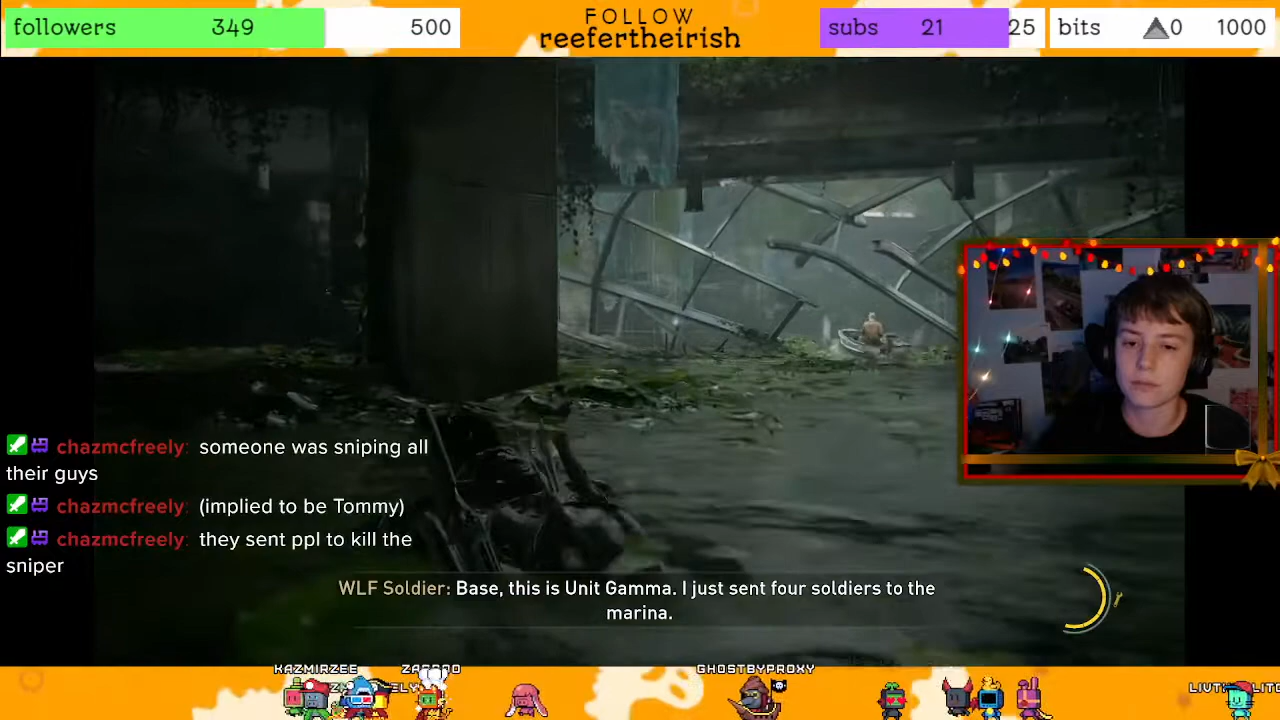 followers 349 500
FOLLOW
reefertheirish
subs 21 25
bits 0 1000
chazmcfreely: someone was sniping all
their guys
chazmcfreely: (implied to be Tommy)
chazmcfreely: they sent ppl to kill the
sniper
WLF Soldier: Base, this is Unit Gamma. I just sent four soldiers to the
marina.
KAZMIRZEE
GHOSTBYPROXY